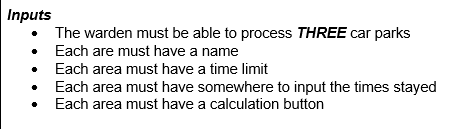 Inputs
• The warden must be able to process THREE car parks
• Each are must have a name
• Each area must have a time limit
• Each area must have somewhere to input the times stayed
• Each area must have a calculation button